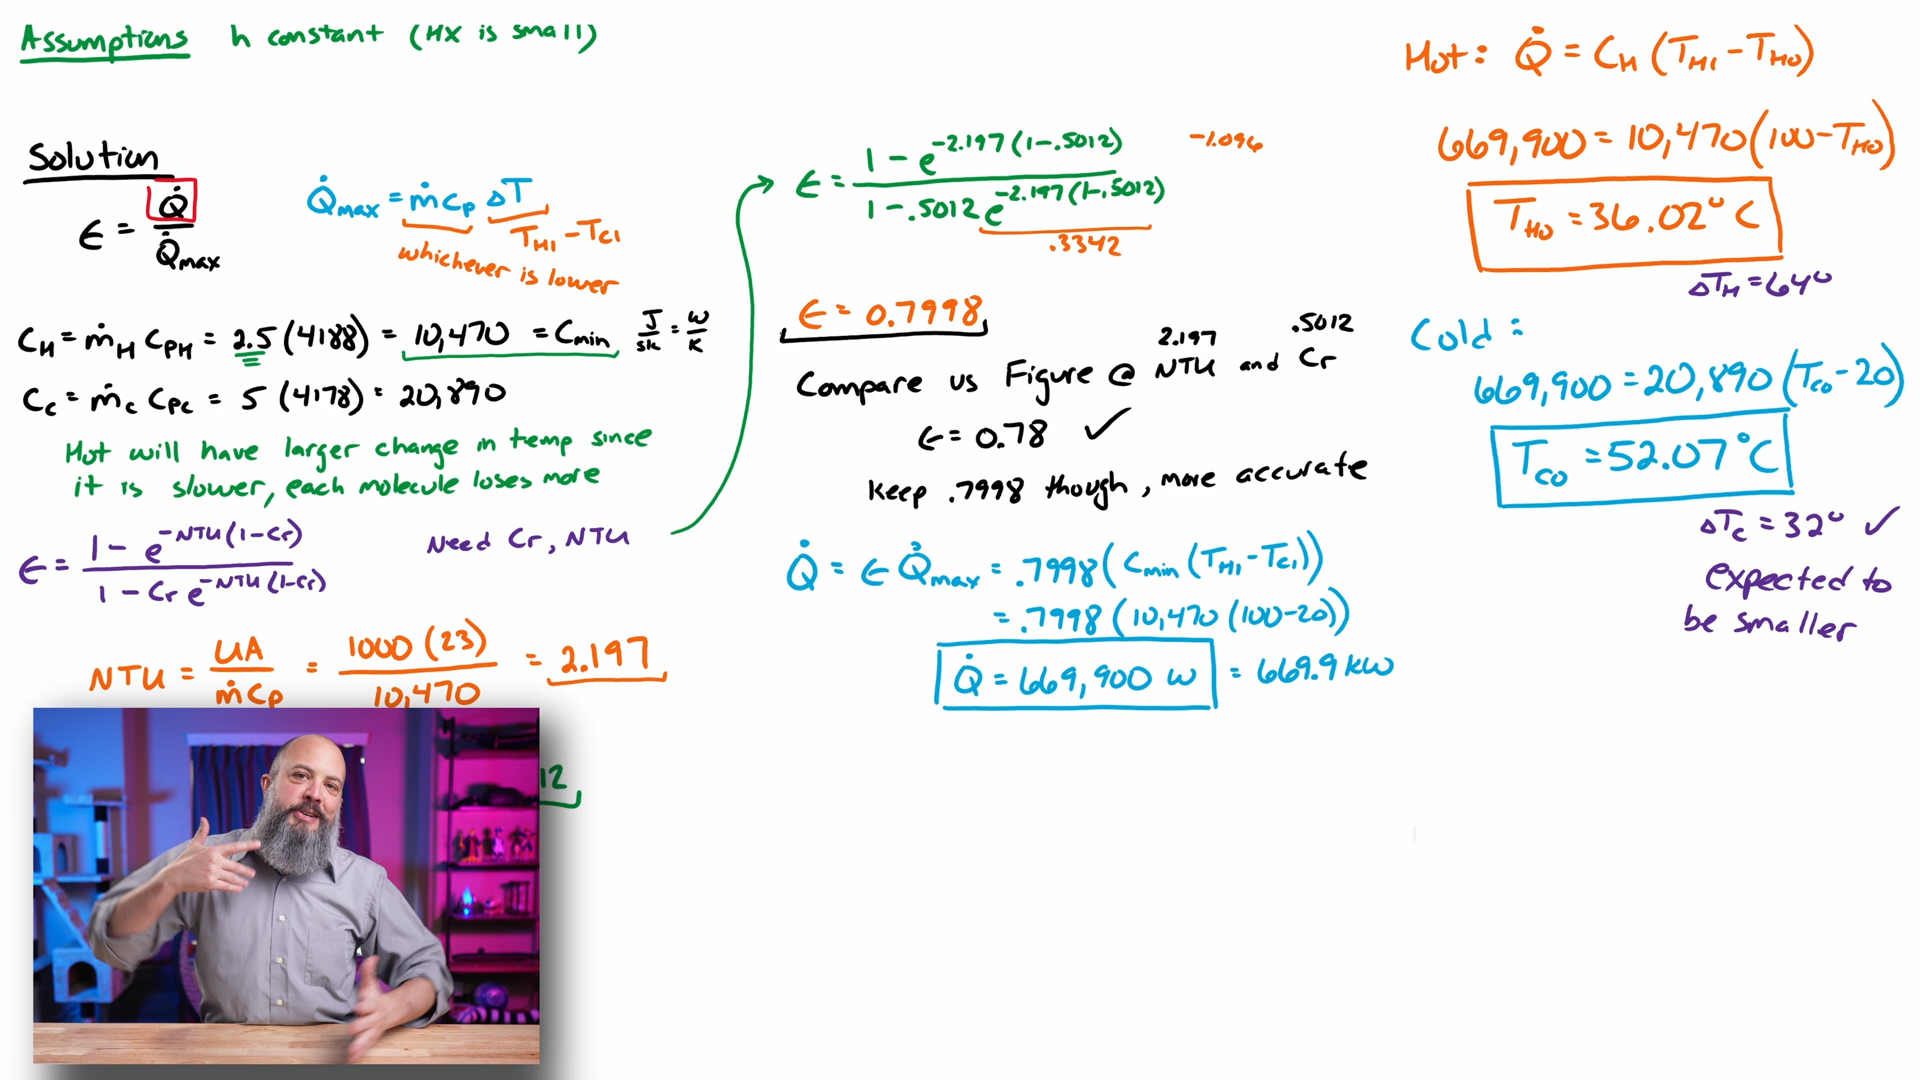 Assumptions h constant (HX is small)
Solution
ε = Q̇ / Q̇max
Q̇max = ṁcp ΔT
THI - TCI
whichever is lower
CH = ṁH CPH = 2.5 (4188) = 10,470 = Cmin J/sK = W/K
Cc = ṁc Cpc = 5 (4178) = 20,890
Hot will have larger change in temp since
it is slower, each molecule loses more
ε = 1 - e^-NTU(1-Cr) / 1 - Cr e^-NTU(1-Cr)
Need Cr, NTU
NTU = UA / ṁcp = 1000 (23) / 10,470 = 2.197
12
ε = 1 - e^-2.197(1-.5012) / 1 - .5012 e^-2.197(1-.5012)
-1.096
.3342
ε = 0.7998
2.197 .5012
Compare vs Figure @ NTU and Cr
ε = 0.78 ✓
Keep .7998 though, more accurate
Q̇ = ε Q̇max = .7998 (Cmin (THI - TCI))
= .7998 (10,470 (100-20))
Q̇ = 669,900 W = 669.9 kW
Hot: Q̇ = CH (THI - THO)
669,900 = 10,470 (100 - THO)
THO = 36.02° C
ΔTH = 64°
Cold:
669,900 = 20,890 (TCO - 20)
TCO = 52.07 °C
ΔTC = 32° ✓
expected to
be smaller